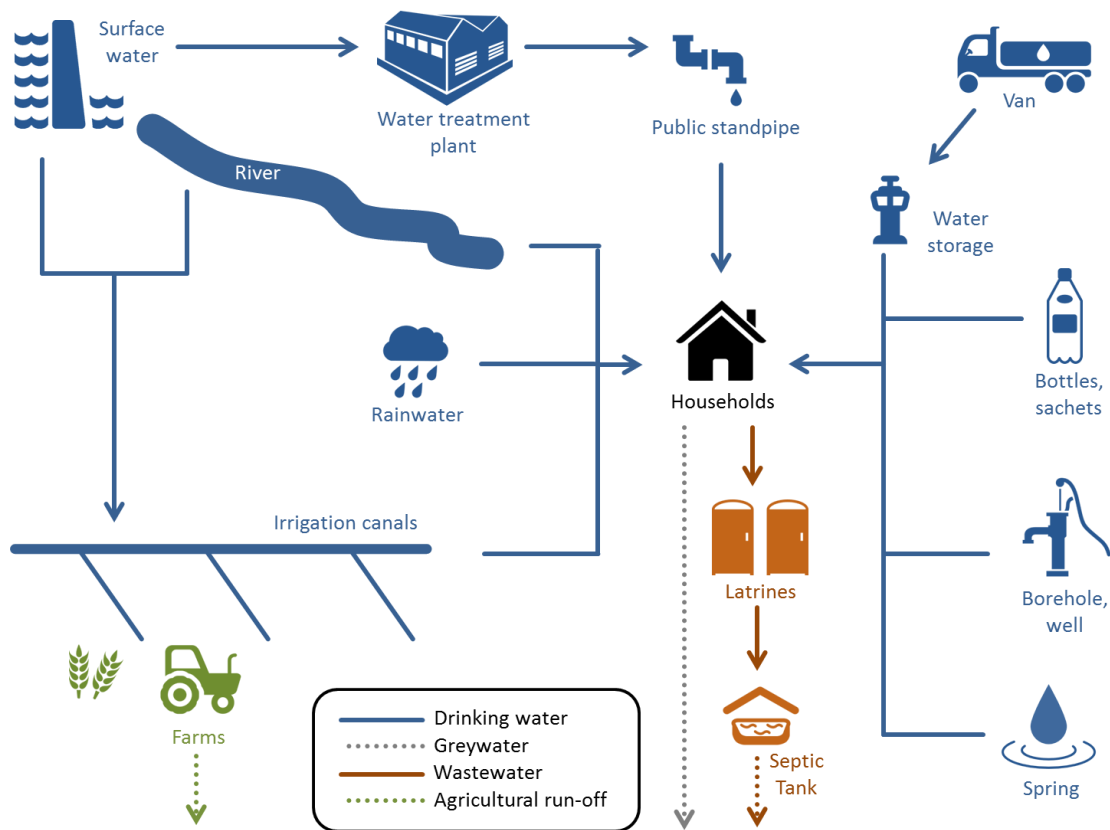 Surface
water
Water treatment
plant
Public standpipe
Van
River
Water
storage
Rainwater
Households
Bottles,
sachets
Irrigation canals
Latrines
Borehole,
well
Farms
Drinking water
Greywater
Wastewater
Agricultural run-off
Septic
Tank
Spring